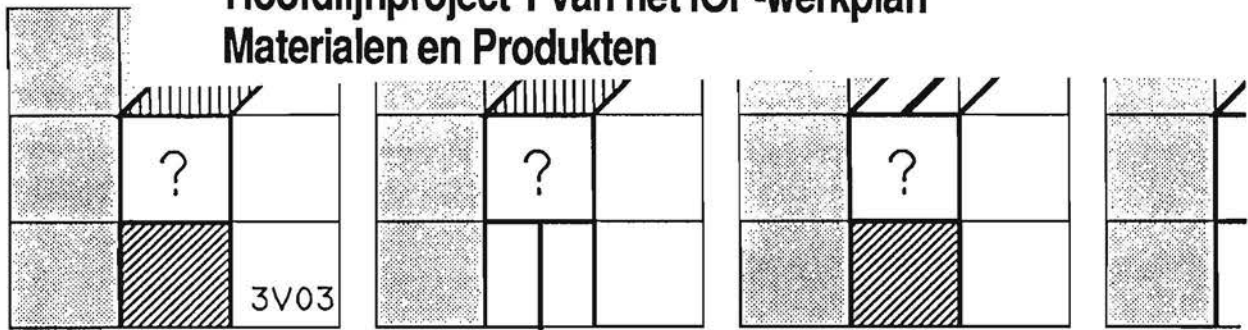 Hoofdlijnproject 1 van het IOP-werkplan
Materialen en Produkten
? ? ?
3V03